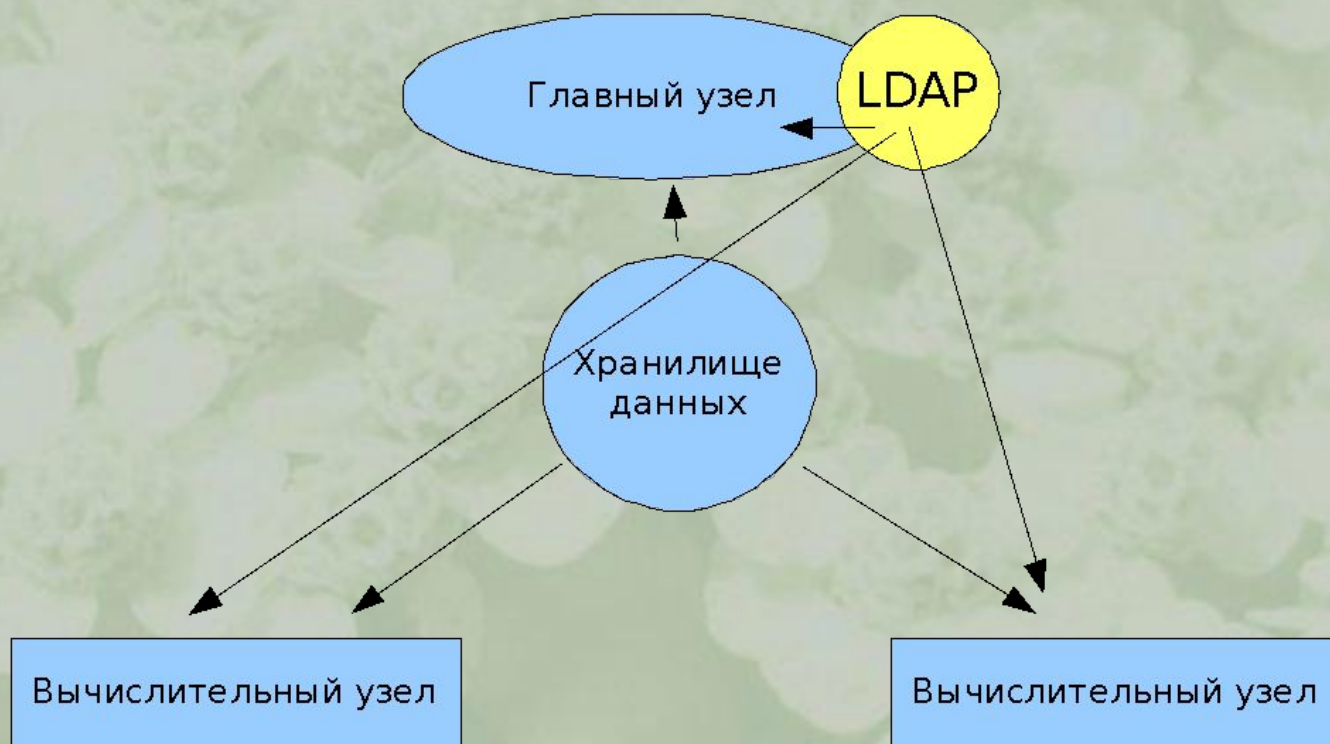 Главный узел
LDAP
Хранилище
данных
Вычислительный узел
Вычислительный узел